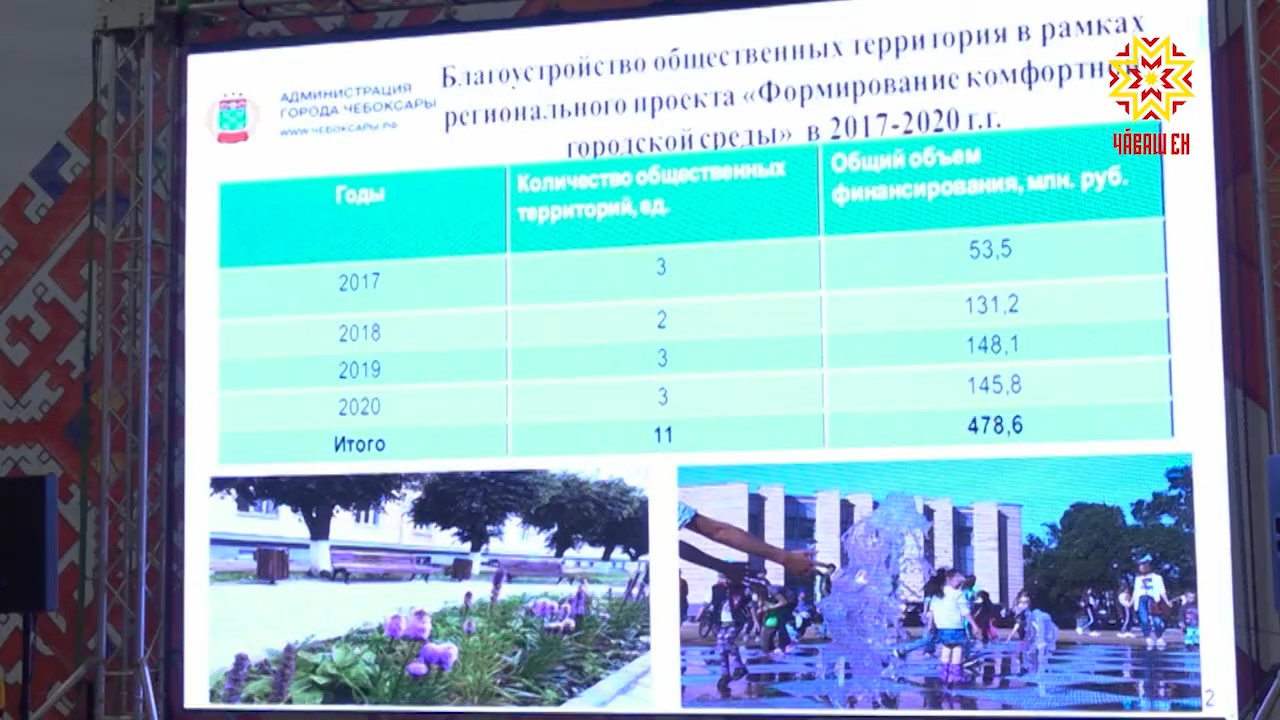 Благоустройство общественных территория в рамках
регионального проекта «Формирование комфортной
городской среды» в 2017-2020 г.г.
АДМИНИСТРАЦИЯ
ГОРОДА ЧЕБОКСАРЫ
WWW.ЧЕБОКСАРЫ.РФ
ЧӐВАШ ЕН
Годы Количество общественных территорий, ед. Общий объем финансирования, млн. руб.
2017 3 53,5
2018 2 131,2
2019 3 148,1
2020 3 145,8
Итого 11 478,6
2